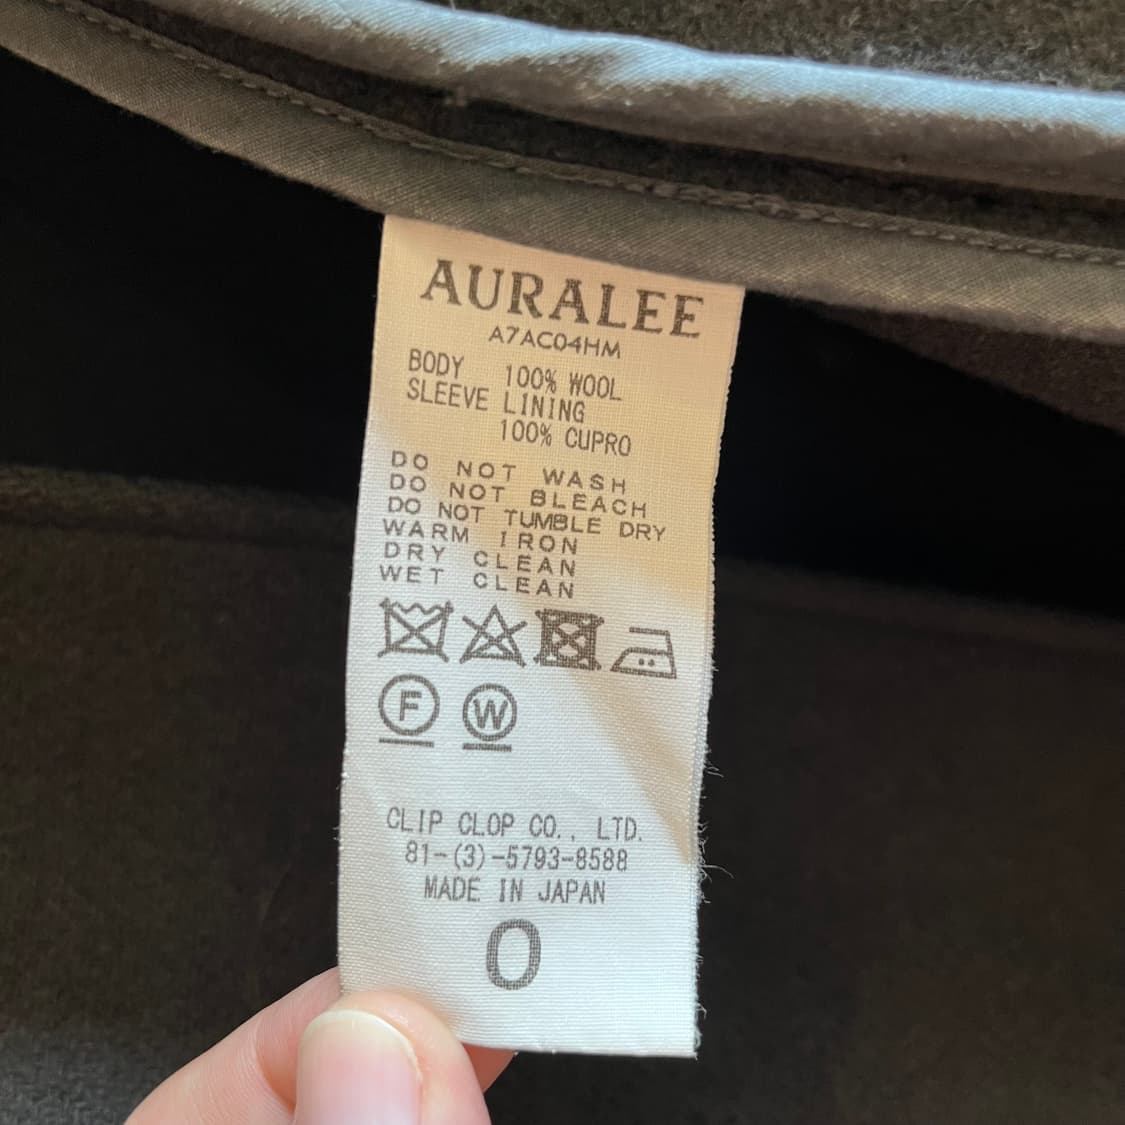 AURALEE
A7AC04HM
BODY 100% WOOL
SLEEVE LINING
100% CUPRO
DO NOT WASH
DO NOT BLEACH
DO NOT TUMBLE DRY
WARM IRON
DRY CLEAN
WET CLEAN
F W
CLIP CLOP CO., LTD.
81-(3)-5793-8588
MADE IN JAPAN
0